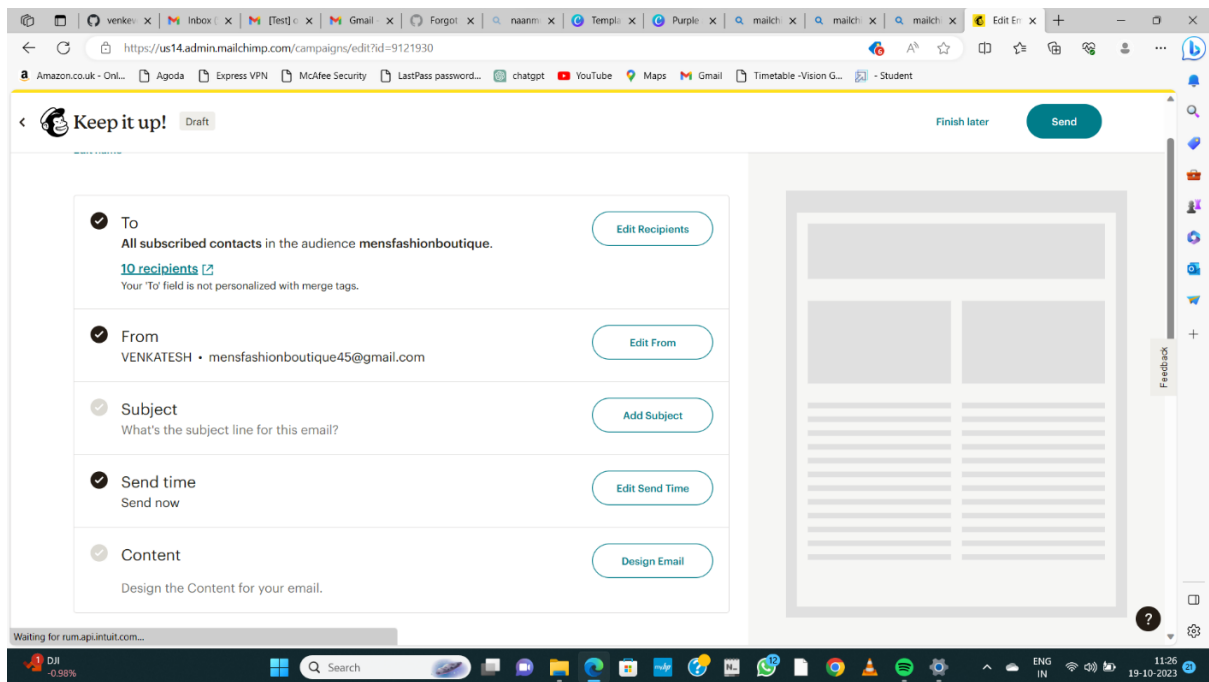 venkev
Inbox (
[Test] c
Gmail -
Forgot
naanm
Templa
Purple
mailch
mailch
mailch
Edit Em
https://us14.admin.mailchimp.com/campaigns/edit?id=9121930
Amazon.co.uk - Onl...
Agoda
Express VPN
McAfee Security
LastPass password...
chatgpt
YouTube
Maps
Gmail
Timetable -Vision G...
- Student
Keep it up!
Draft
Finish later
Send
To
All subscribed contacts in the audience mensfashionboutique.
10 recipients
Your 'To' field is not personalized with merge tags.
Edit Recipients
From
VENKATESH • mensfashionboutique45@gmail.com
Edit From
Subject
What's the subject line for this email?
Add Subject
Send time
Send now
Edit Send Time
Content
Design the Content for your email.
Design Email
Feedback
?
Waiting for rum.api.intuit.com...
1
DJI
-0.98%
Search
ENG
IN
11:26
19-10-2023
21